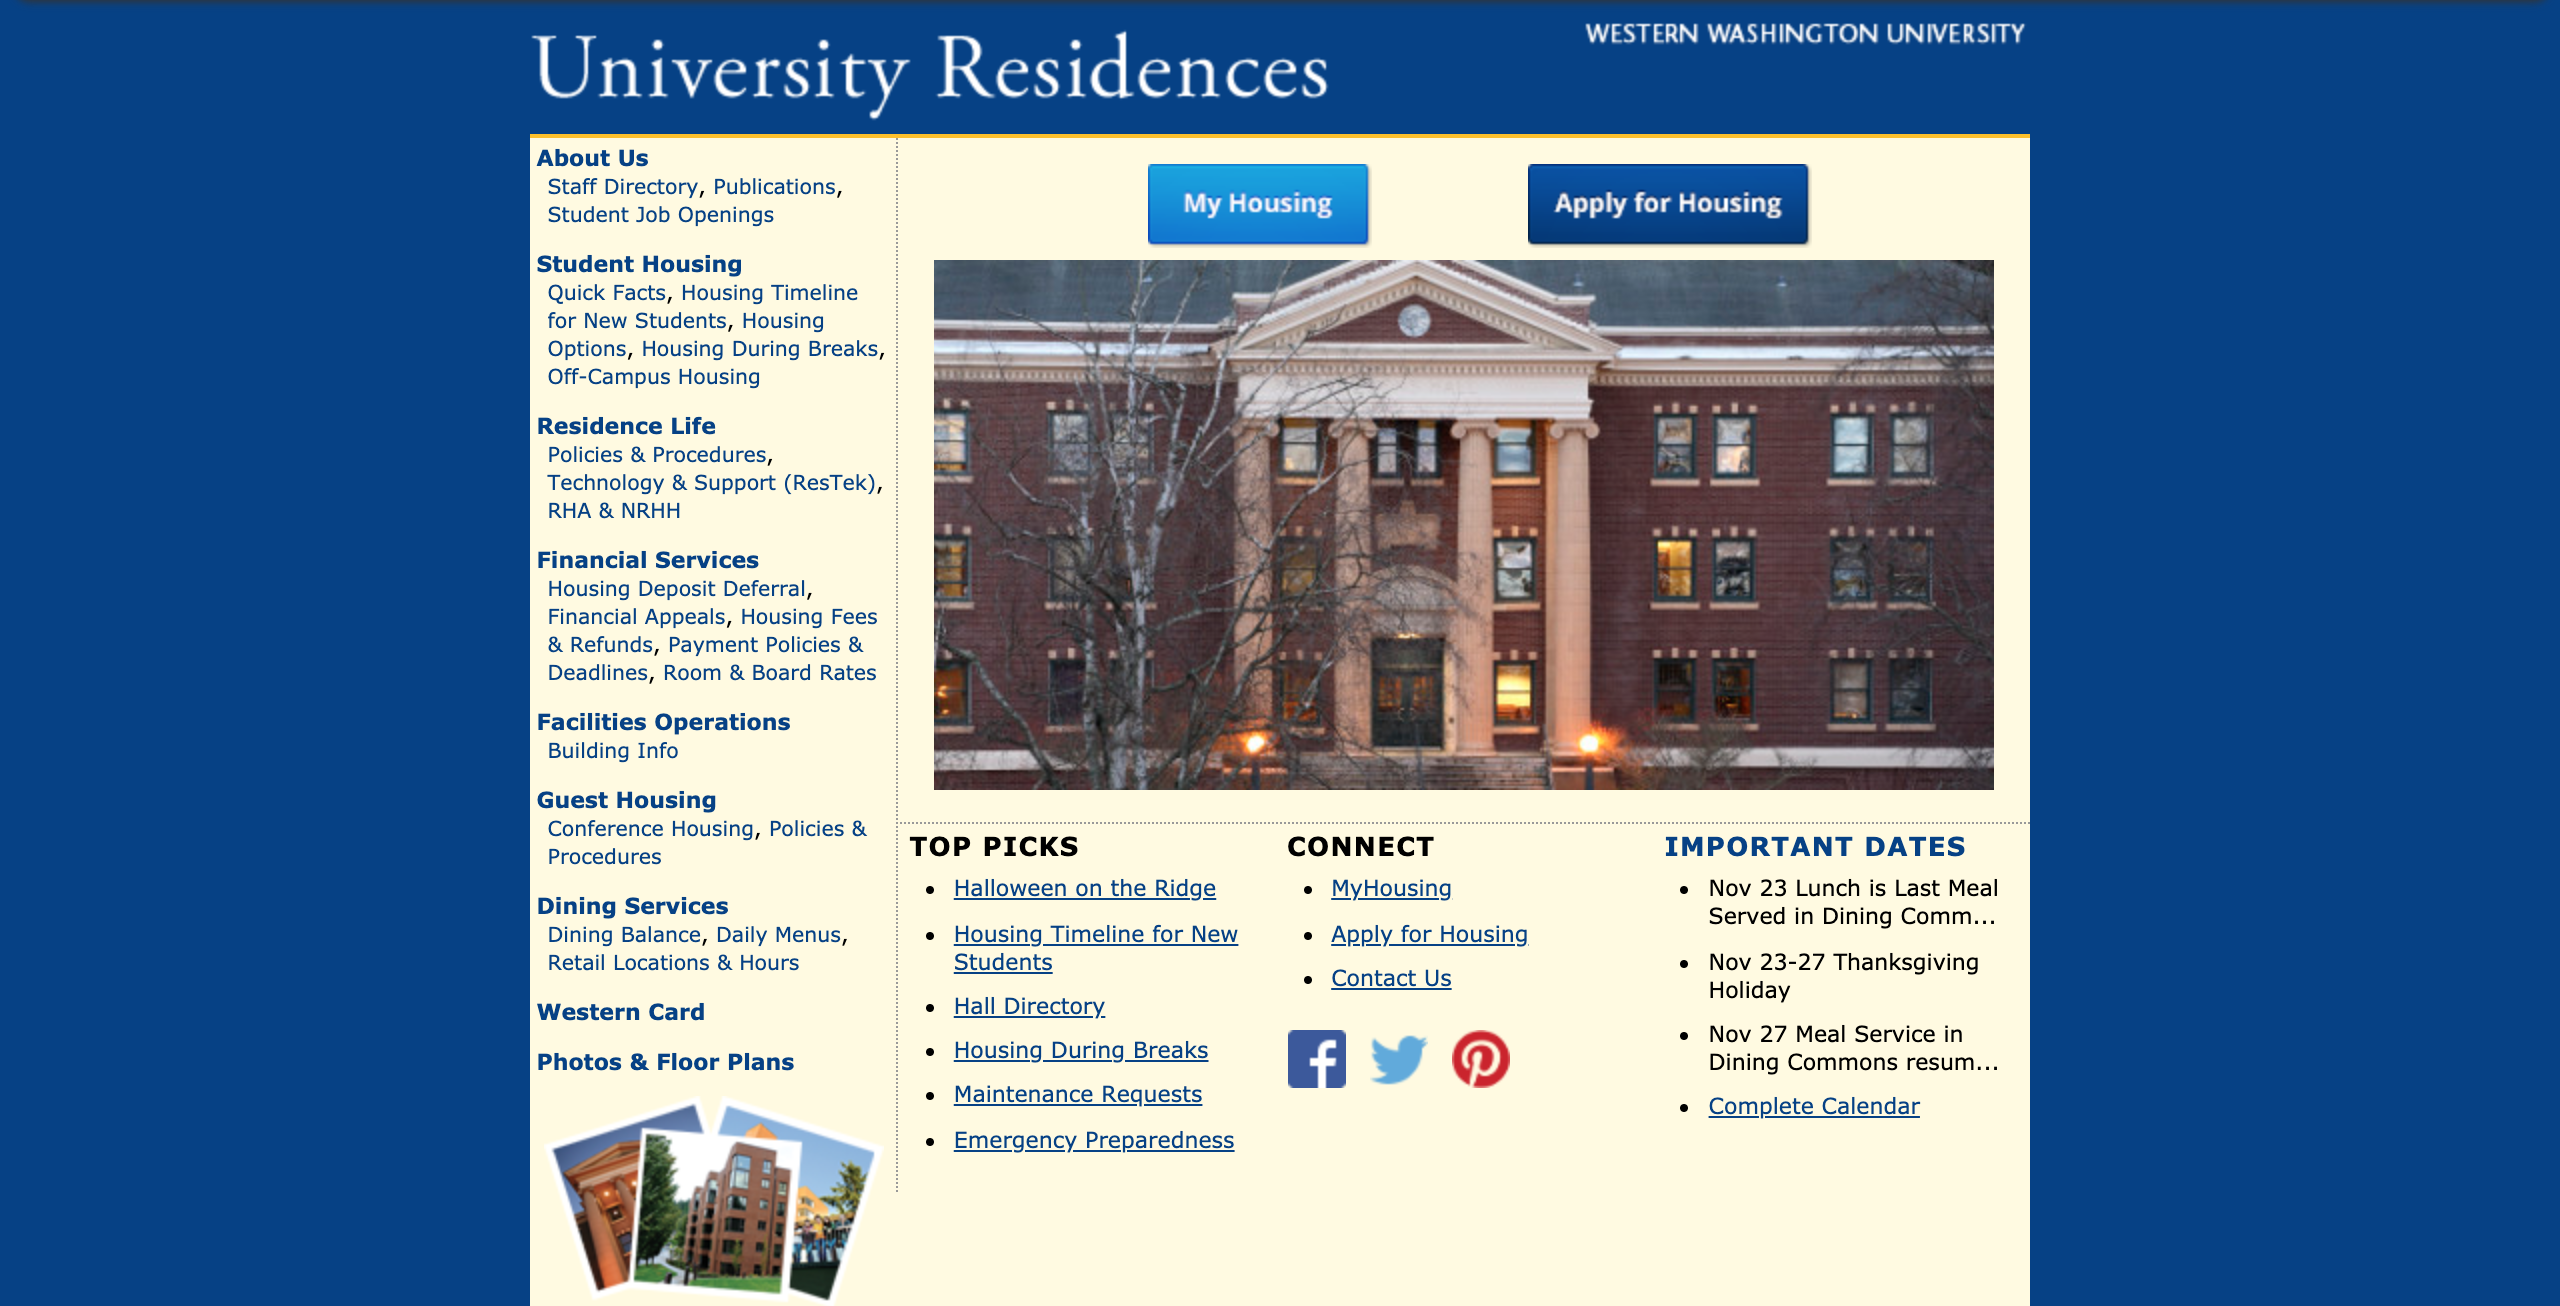 University Residences
WESTERN WASHINGTON UNIVERSITY
About Us
Staff Directory, Publications,
Student Job Openings
Student Housing
Quick Facts, Housing Timeline
for New Students, Housing
Options, Housing During Breaks,
Off-Campus Housing
Residence Life
Policies & Procedures,
Technology & Support (ResTek),
RHA & NRHH
Financial Services
Housing Deposit Deferral,
Financial Appeals, Housing Fees
& Refunds, Payment Policies &
Deadlines, Room & Board Rates
Facilities Operations
Building Info
Guest Housing
Conference Housing, Policies &
Procedures
Dining Services
Dining Balance, Daily Menus,
Retail Locations & Hours
Western Card
Photos & Floor Plans
My Housing
Apply for Housing
TOP PICKS
Halloween on the Ridge
Housing Timeline for New
Students
Hall Directory
Housing During Breaks
Maintenance Requests
Emergency Preparedness
CONNECT
MyHousing
Apply for Housing
Contact Us
IMPORTANT DATES
Nov 23 Lunch is Last Meal
Served in Dining Comm...
Nov 23-27 Thanksgiving
Holiday
Nov 27 Meal Service in
Dining Commons resum...
Complete Calendar